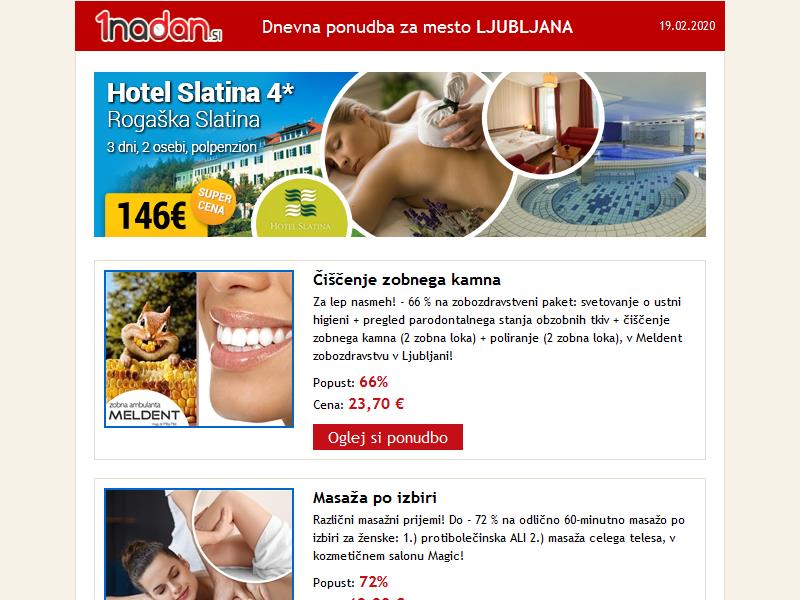 1nadan.si
Dnevna ponudba za mesto LJUBLJANA
19.02.2020
Hotel Slatina 4*
Rogaška Slatina
3 dni, 2 osebi, polpenzion
146€
SUPER
CENA
HOTEL SLATINA
Čiščenje zobnega kamna
Za lep nasmeh! - 66 % na zobozdravstveni paket: svetovanje o ustni
higieni + pregled parodontalnega stanja obzobnih tkiv + čiščenje
zobnega kamna (2 zobna loka) + poliranje (2 zobna loka), v Meldent
zobozdravstvu v Ljubljani!
zobna ambulanta
MELDENT
Popust: 66%
Cena: 23,70 €
Oglej si ponudbo
Masaža po izbiri
Različni masažni prijemi! Do - 72 % na odlično 60-minutno masažo po
izbiri za ženske: 1.) protibolečinska ALI 2.) masaža celega telesa, v
kozmetičnem salonu Magic!
Popust: 72%